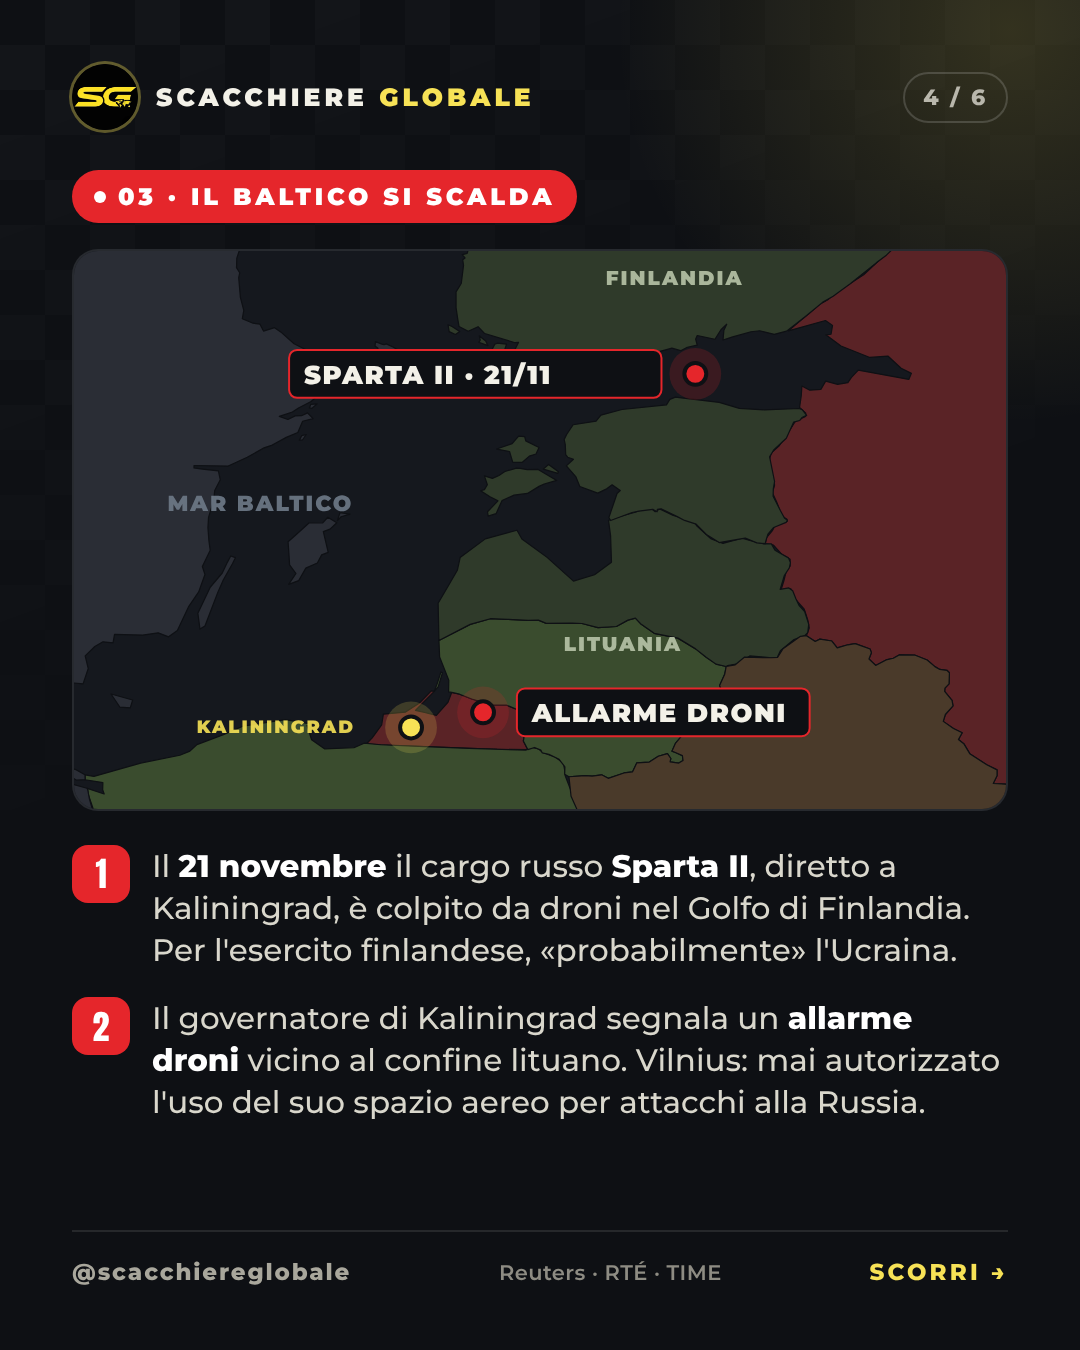 SG
SCACCHIERE GLOBALE
4 / 6
03 · IL BALTICO SI SCALDA
FINLANDIA
SPARTA II · 21/11
MAR BALTICO
LITUANIA
ALLARME DRONI
KALININGRAD
1
Il 21 novembre il cargo russo Sparta II, diretto a
Kaliningrad, è colpito da droni nel Golfo di Finlandia.
Per l'esercito finlandese, «probabilmente» l'Ucraina.
2
Il governatore di Kaliningrad segnala un allarme
droni vicino al confine lituano. Vilnius: mai autorizzato
l'uso del suo spazio aereo per attacchi alla Russia.
@scacchiereglobale
Reuters · RTÉ · TIME
SCORRI →